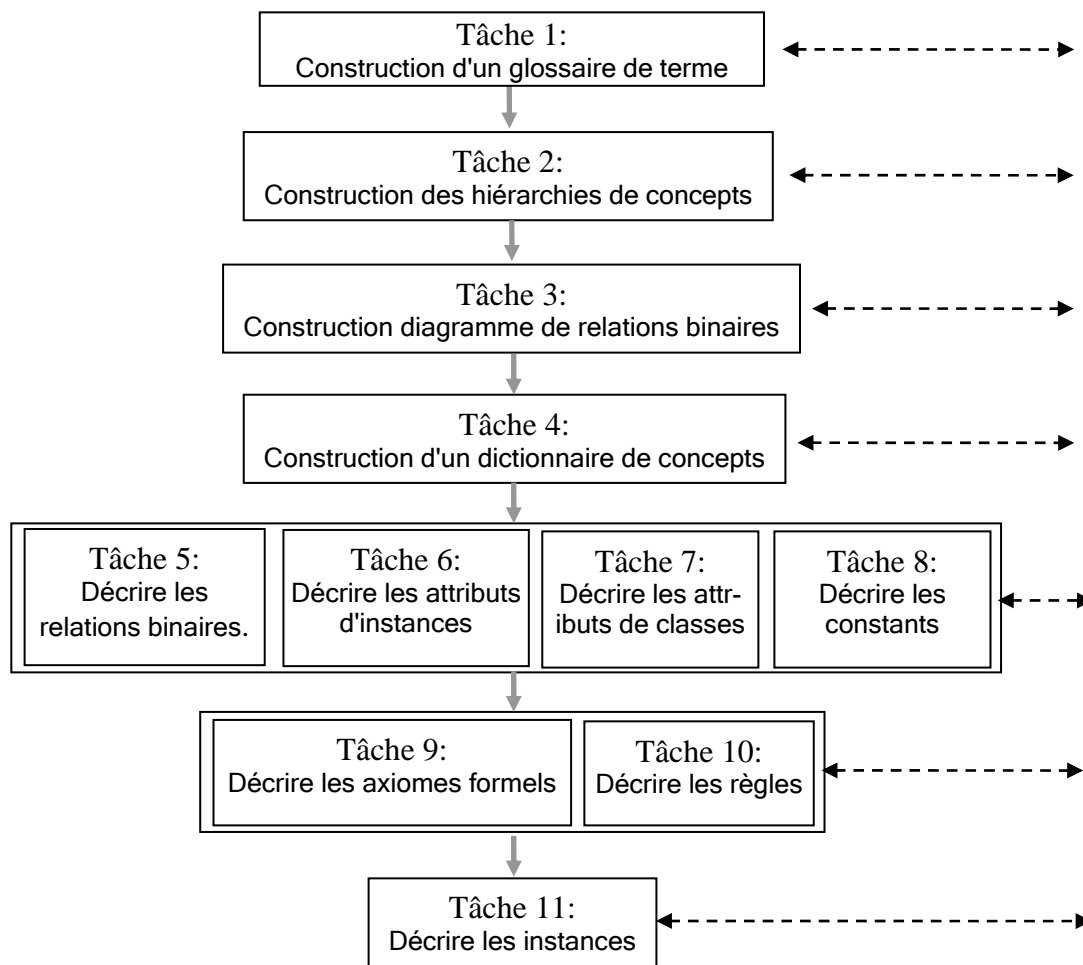 Tâche 1:
Construction d'un glossaire de terme
Tâche 2:
Construction des hiérarchies de concepts
Tâche 3:
Construction diagramme de relations binaires
Tâche 4:
Construction d'un dictionnaire de concepts
Tâche 5:
Décrire les
relations binaires.
Tâche 6:
Décrire les attributs
d'instances
Tâche 7:
Décrire les attr-
ibuts de classes
Tâche 8:
Décrire les
constants
Tâche 9:
Décrire les axiomes formels
Tâche 10:
Décrire les règles
Tâche 11:
Décrire les instances